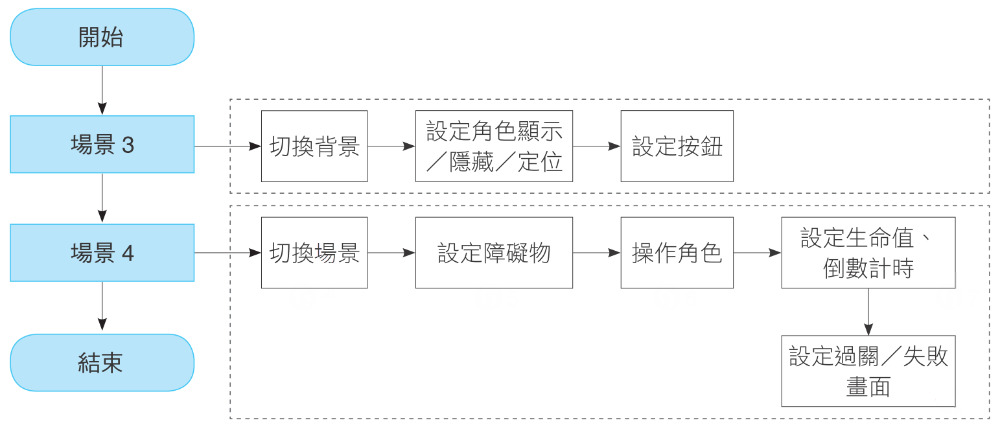 開始
場景 3
切換背景
設定角色顯示
／隱藏／定位
設定按鈕
場景 4
切換場景
設定障礙物
操作角色
設定生命值、
倒數計時
結束
設定過關／失敗
畫面